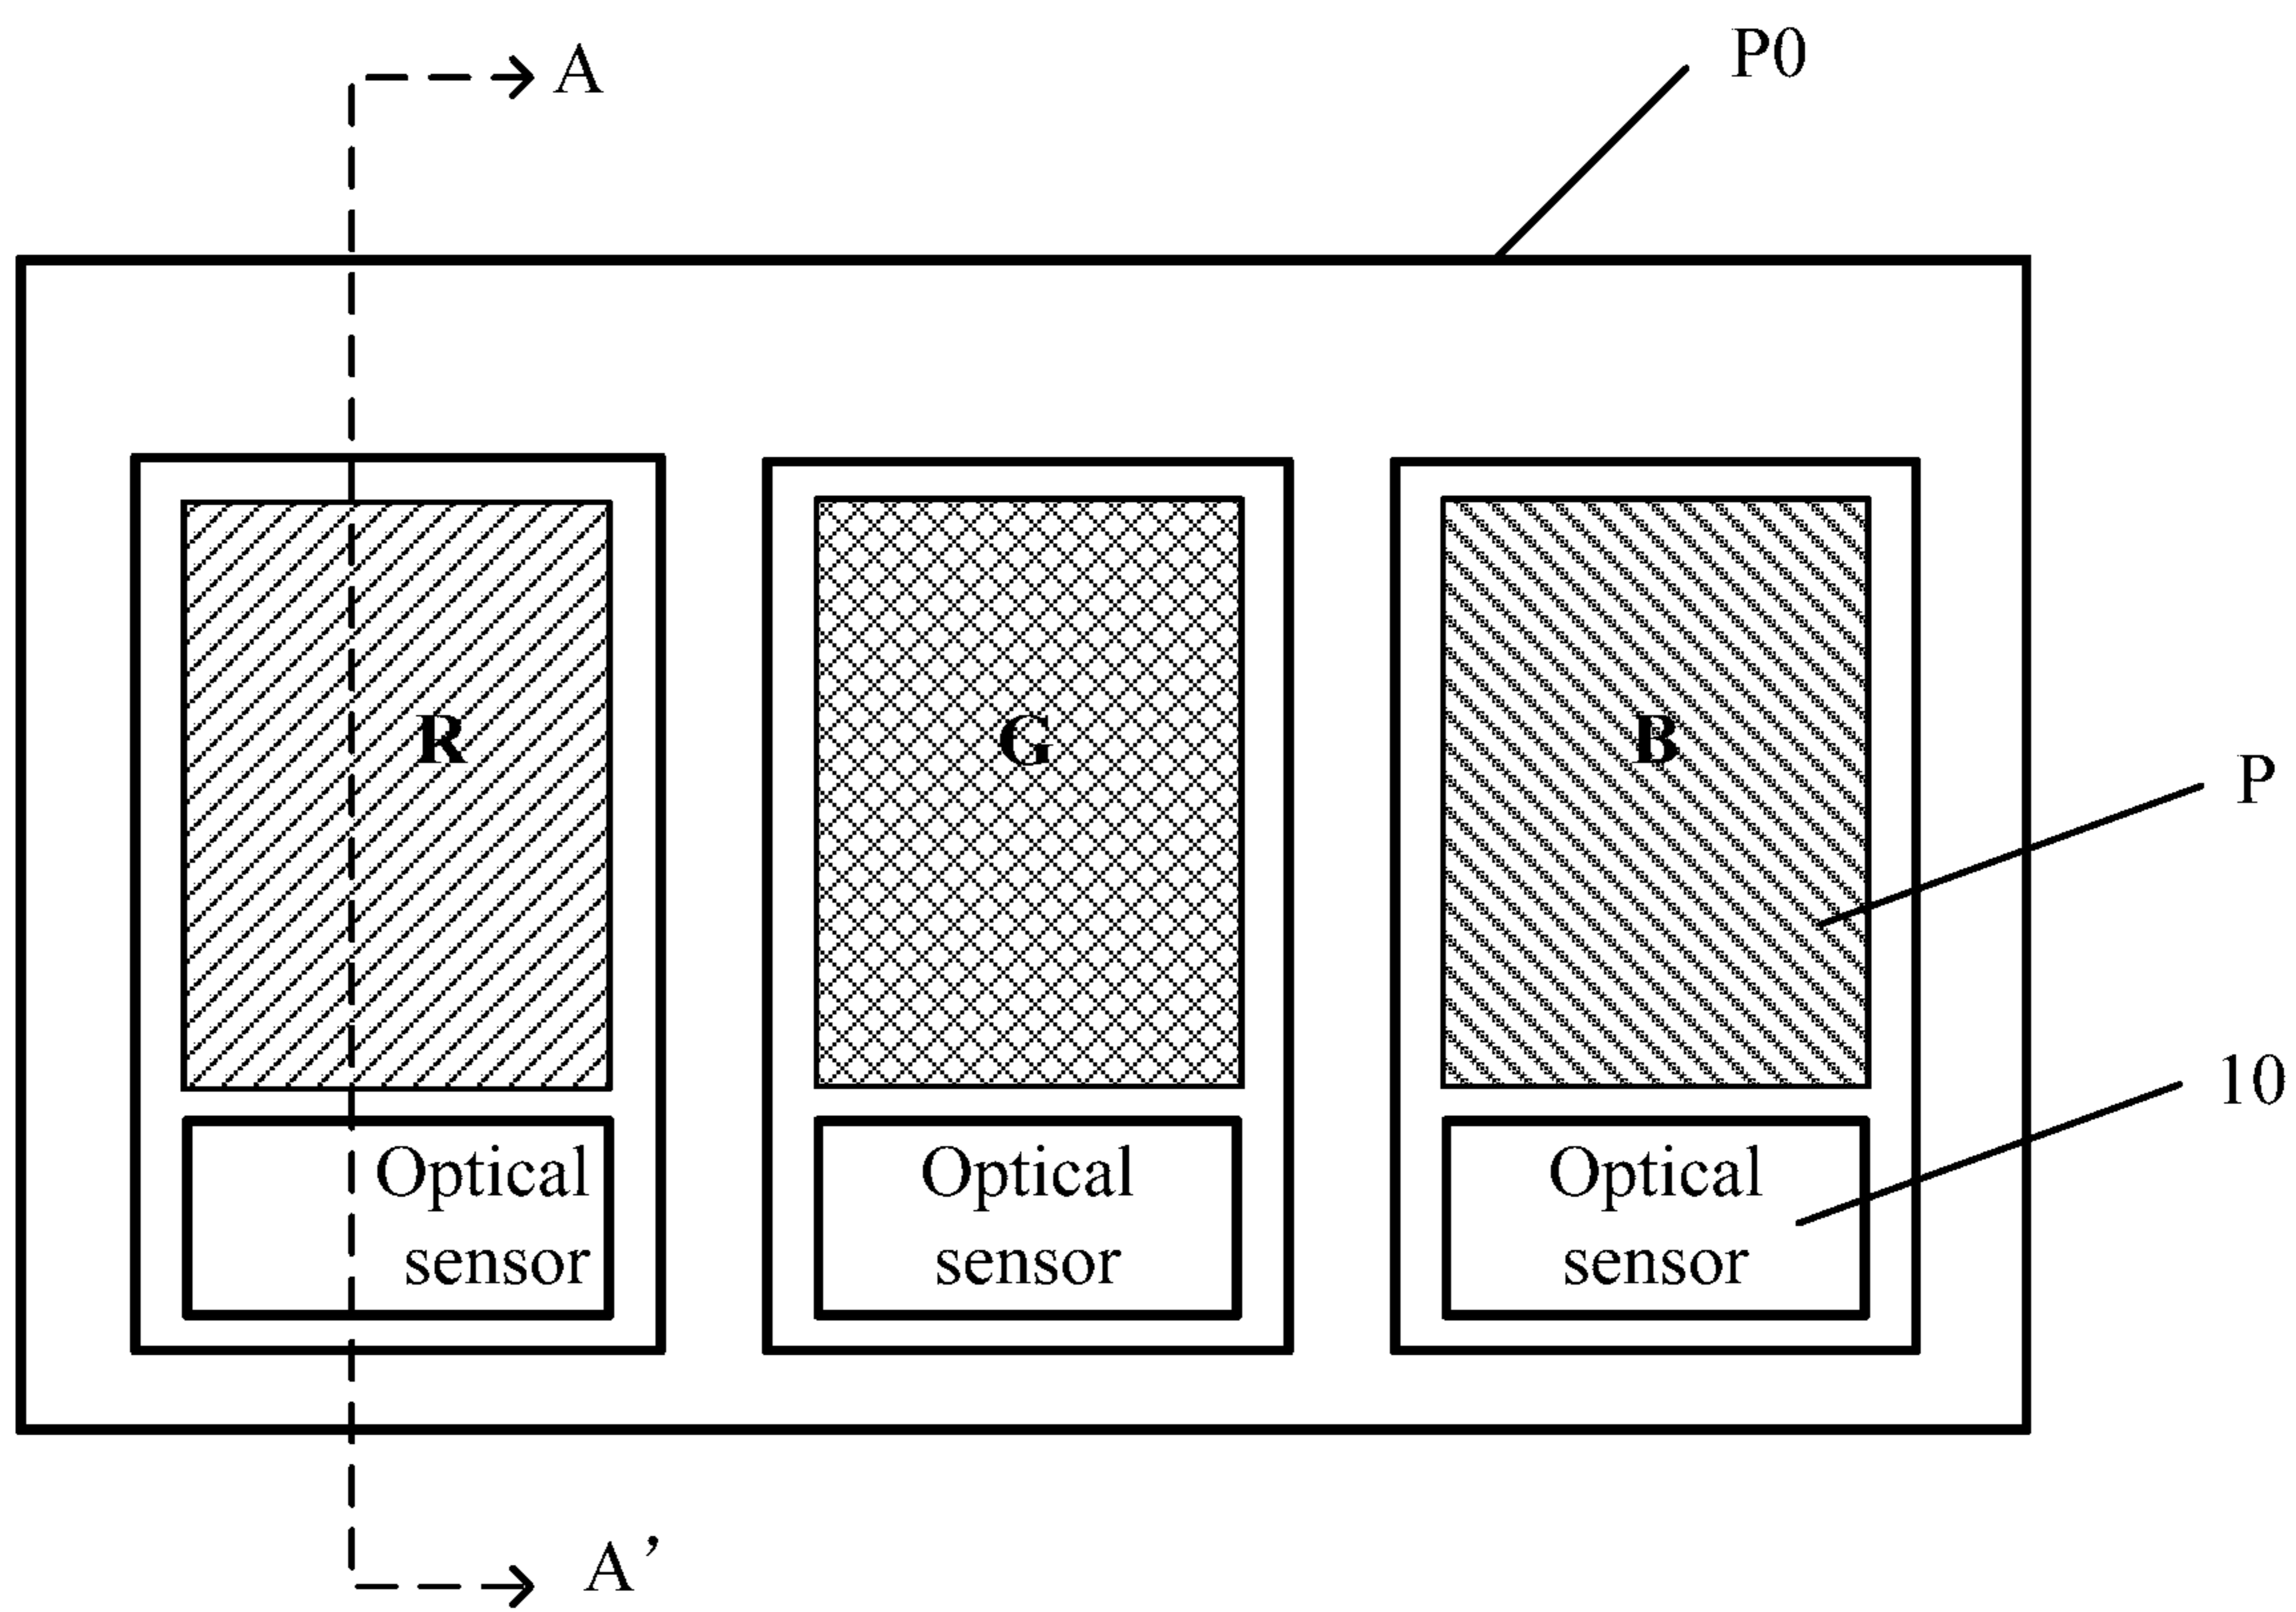 A
P0
R
G
B
P
10
Optical
sensor
Optical
sensor
Optical
sensor
A’